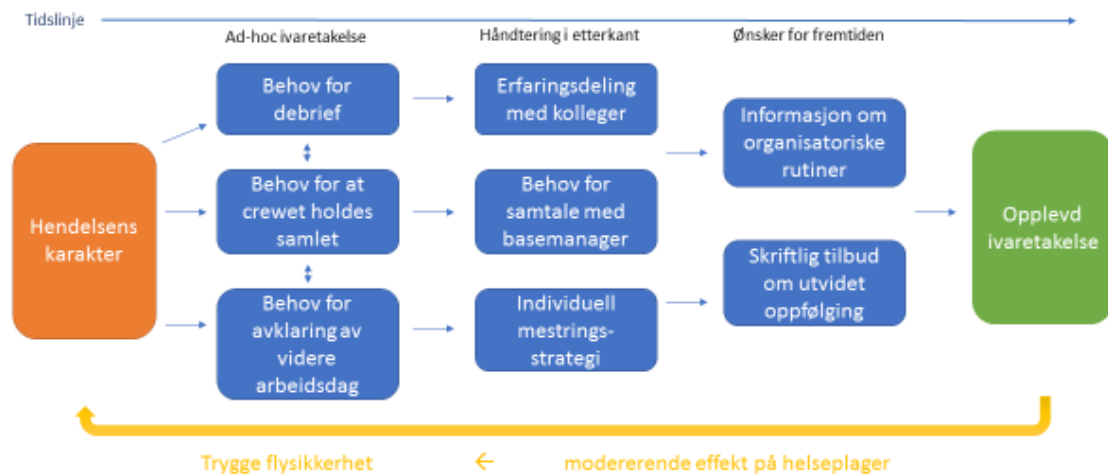 Tidslinje
Ad-hoc ivaretakelse
Håndtering i etterkant
Ønsker for fremtiden
Hendelsens
karakter
Behov for
debrief
Behov for at
crewet holdes
samlet
Behov for
avklaring av
videre
arbeidsdag
Erfaringsdeling
med kolleger
Behov for
samtale med
basemanager
Individuell
mestrings-
strategi
Informasjon om
organisatoriske
rutiner
Skriftlig tilbud
om utvidet
oppfølging
Opplevd
ivaretakelse
Trygge flysikkerhet ← modererende effekt på helseplager